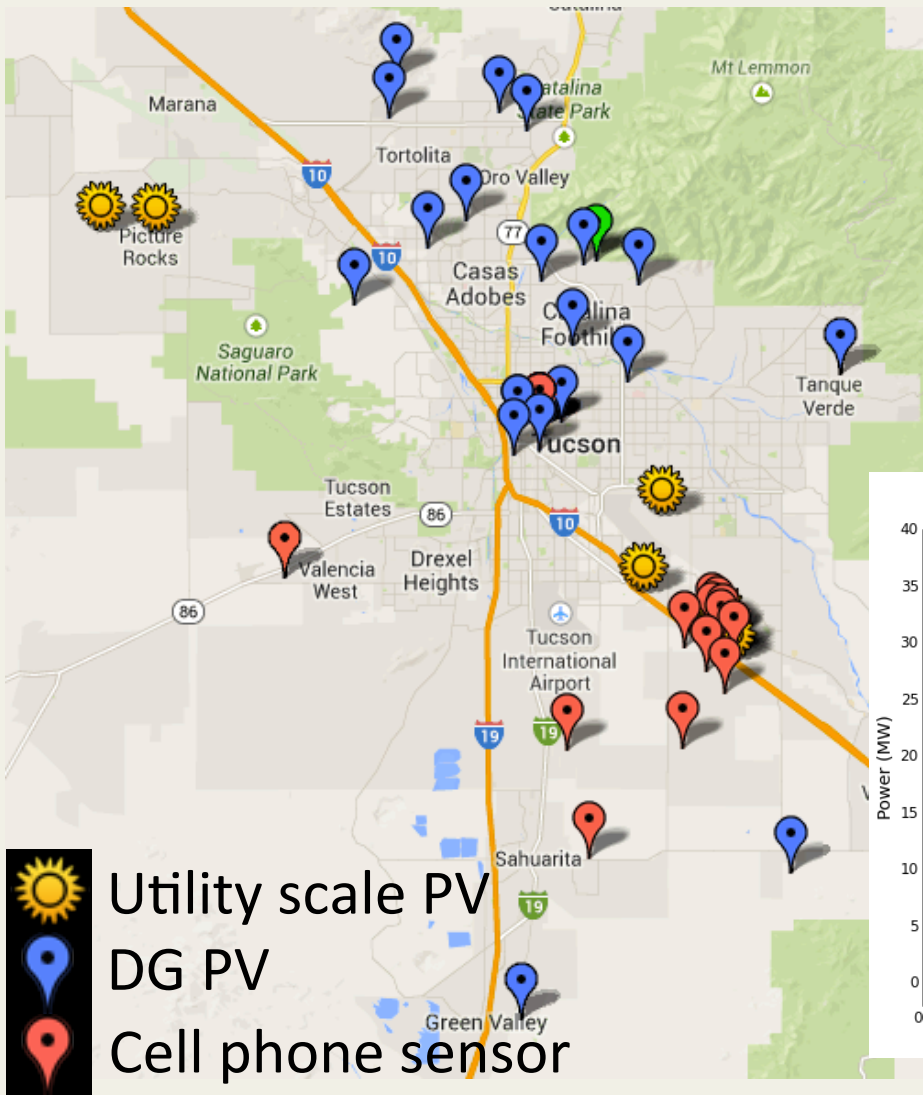 Marana
Mt Lemmon
Catalina
State Park
Tortolita
Oro Valley
10
77
Picture
Rocks
10
Casas
Adobes
Catalina
Foothill
Saguaro
National Park
Tanque
Verde
Tucson
Tucson
Estates
86
10
Drexel
Heights
Valencia
West
86
Tucson
International
Airport
19
19
Sahuarita
19
Green Valley
Utility scale PV
DG PV
Cell phone sensor
Power (MW)
40
35
30
25
20
15
10
5
0
0